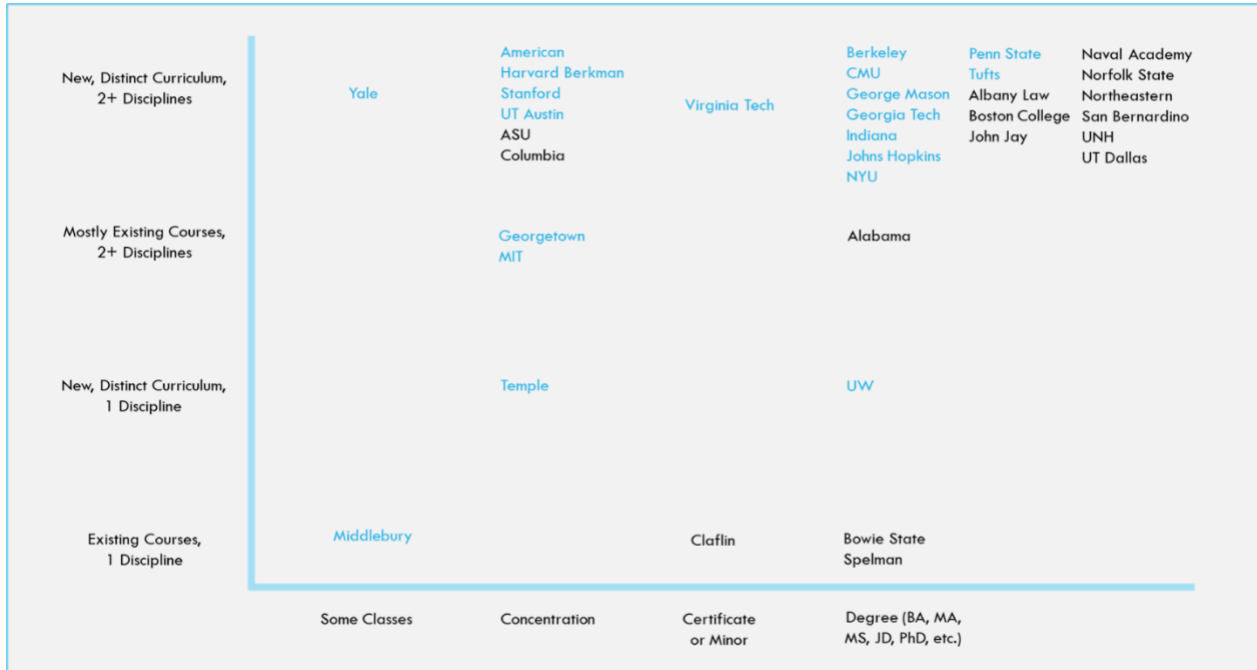 New, Distinct Curriculum,
2+ Disciplines
Yale
American
Harvard Berkman
Stanford
UT Austin
ASU
Columbia
Virginia Tech
Berkeley
CMU
George Mason
Georgia Tech
Indiana
Johns Hopkins
NYU
Penn State
Tufts
Albany Law
Boston College
John Jay
Naval Academy
Norfolk State
Northeastern
San Bernardino
UNH
UT Dallas
Mostly Existing Courses,
2+ Disciplines
Georgetown
MIT
Alabama
New, Distinct Curriculum,
1 Discipline
Temple
UW
Existing Courses,
1 Discipline
Middlebury
Claflin
Bowie State
Spelman
Some Classes
Concentration
Certificate
or Minor
Degree (BA, MA,
MS, JD, PhD, etc.)